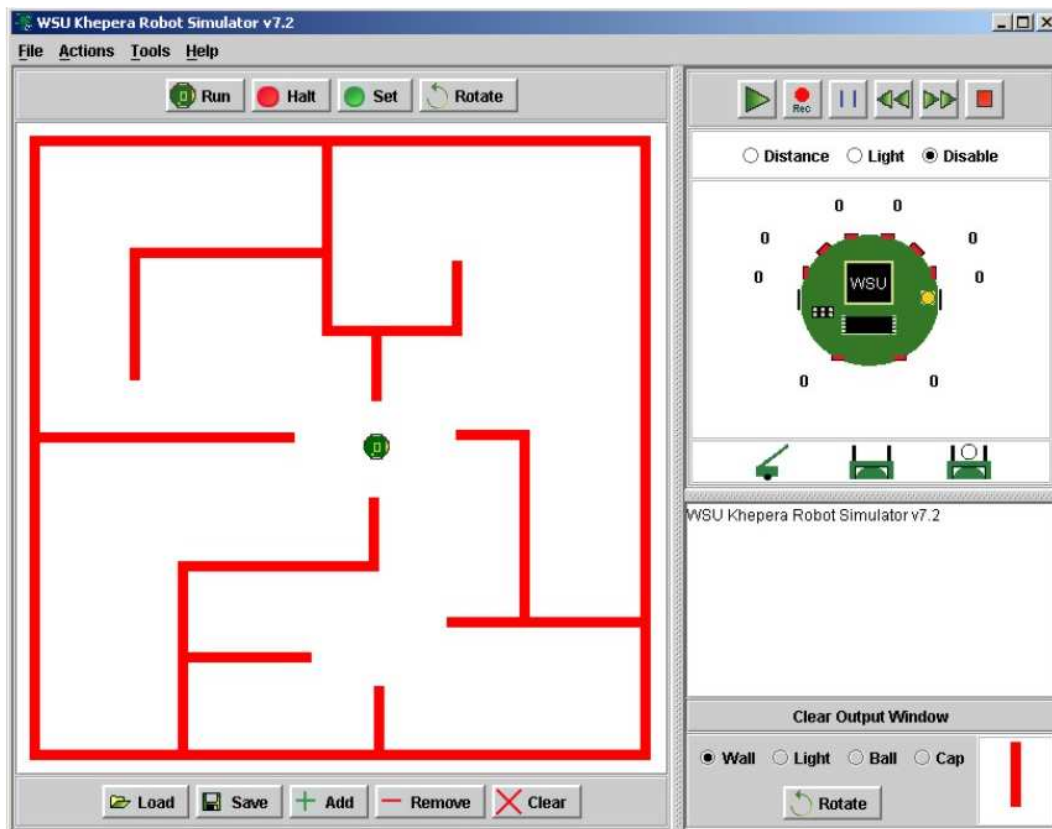 WSU Khepera Robot Simulator v7.2
File Actions Tools Help
Run Halt Set Rotate
Rec
Distance Light Disable
0 0
0 0
0 0
WSU
0 0
WSU Khepera Robot Simulator v7.2
Clear Output Window
Wall Light Ball Cap
Rotate
Load Save Add Remove Clear